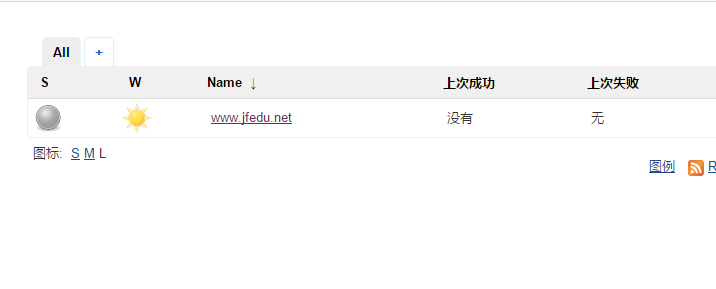 All +
S W Name ↓ 上次成功 上次失败
www.jfedu.net 没有 无
图标: S M L
图例 R